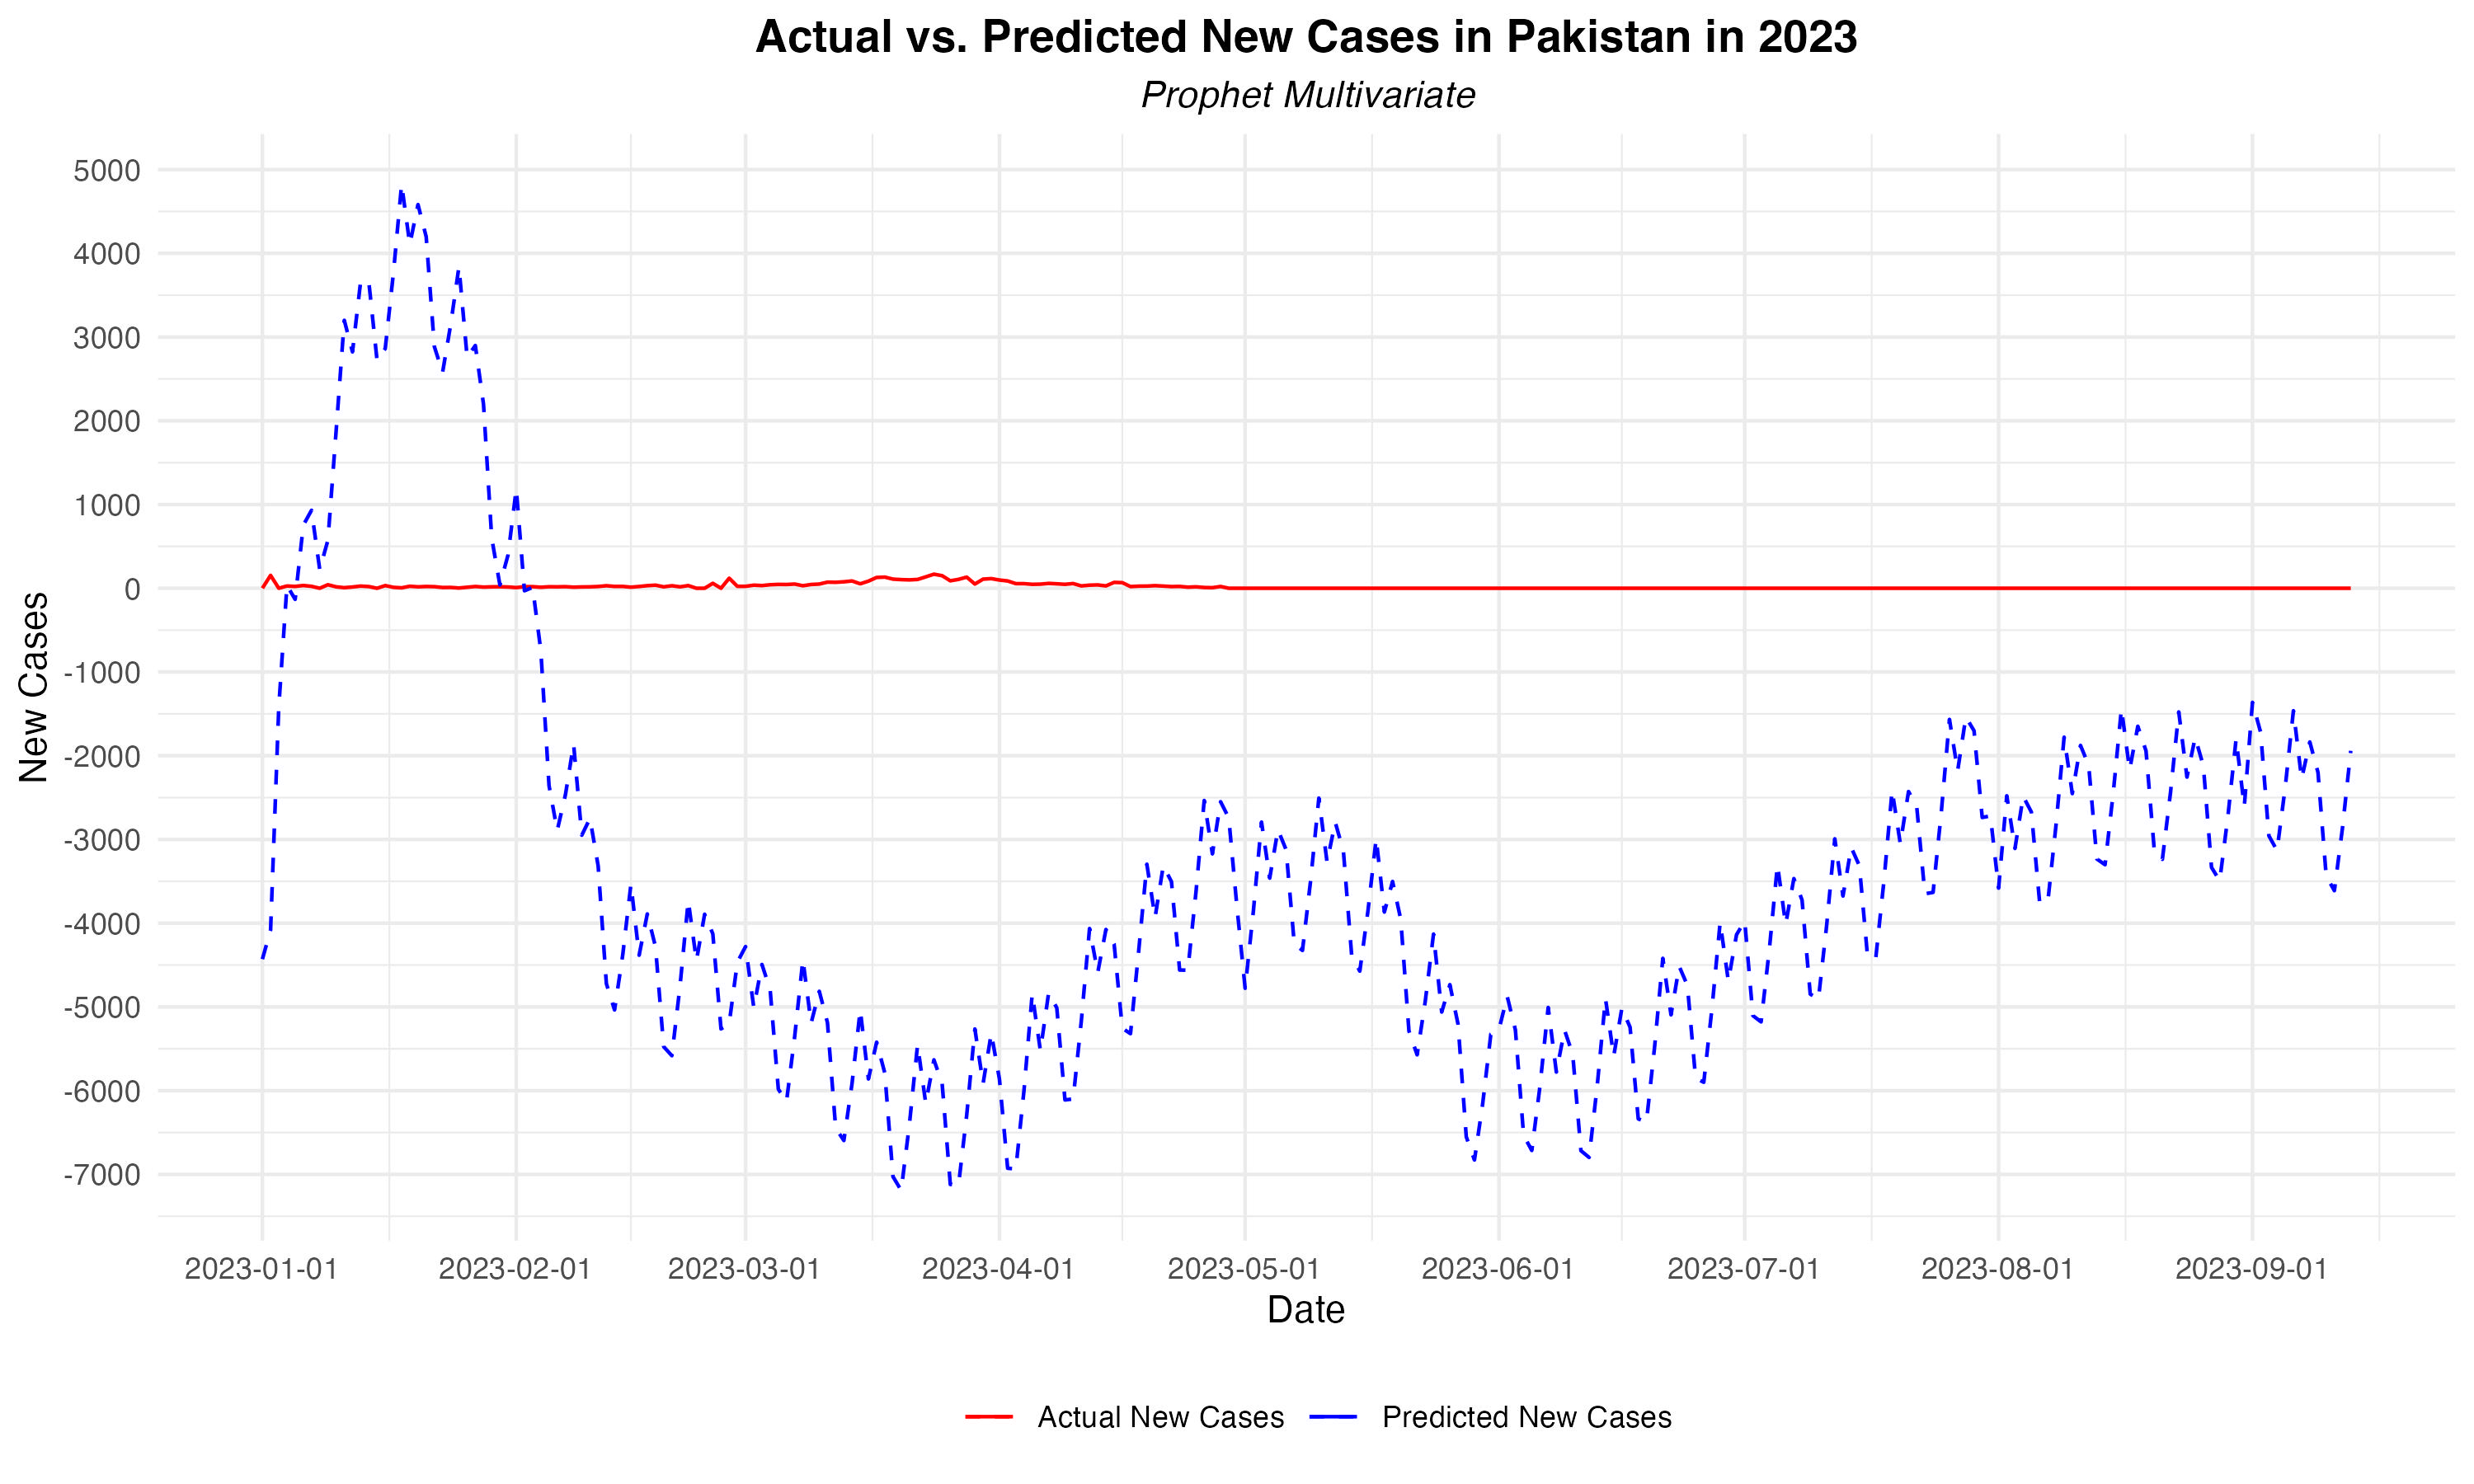 Actual vs. Predicted New Cases in Pakistan in 2023
Prophet Multivariate
New Cases
5000
4000
3000
2000
1000
0
-1000
-2000
-3000
-4000
-5000
-6000
-7000
2023-01-01 2023-02-01 2023-03-01 2023-04-01 2023-05-01 2023-06-01 2023-07-01 2023-08-01 2023-09-01
Date
Actual New Cases Predicted New Cases